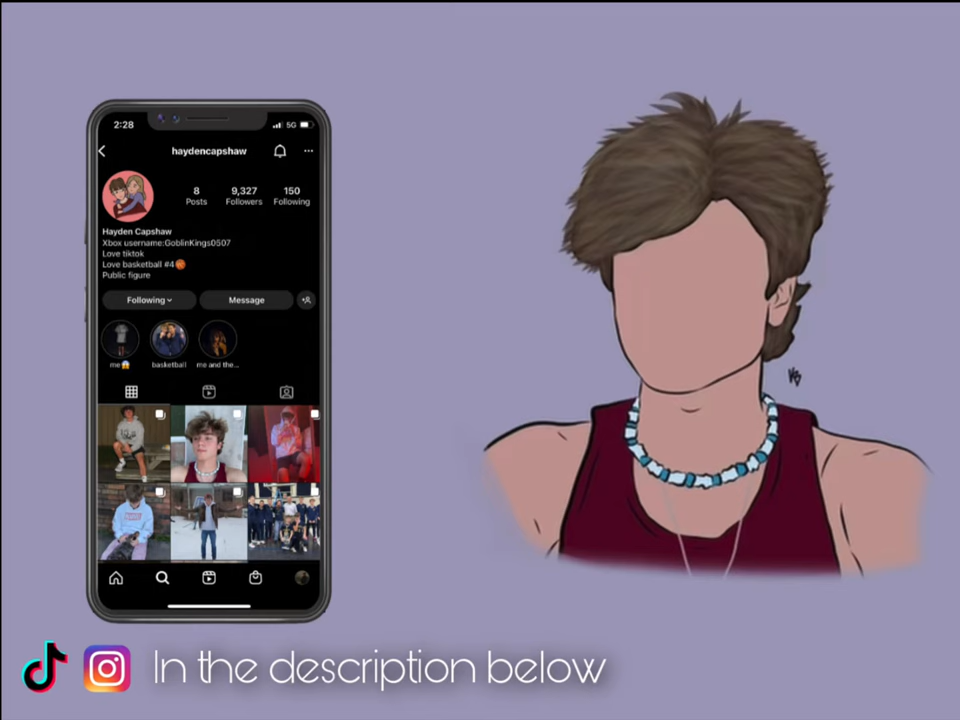 2:28
5G
haydencapshaw
8
9,327
150
Posts
Followers
Following
Hayden Capshaw
Xbox username:GoblinKings0507
Love tiktok
Love basketball #4🏀
Public figure
Following
Message
me😱
basketball
me and the...
In the description below